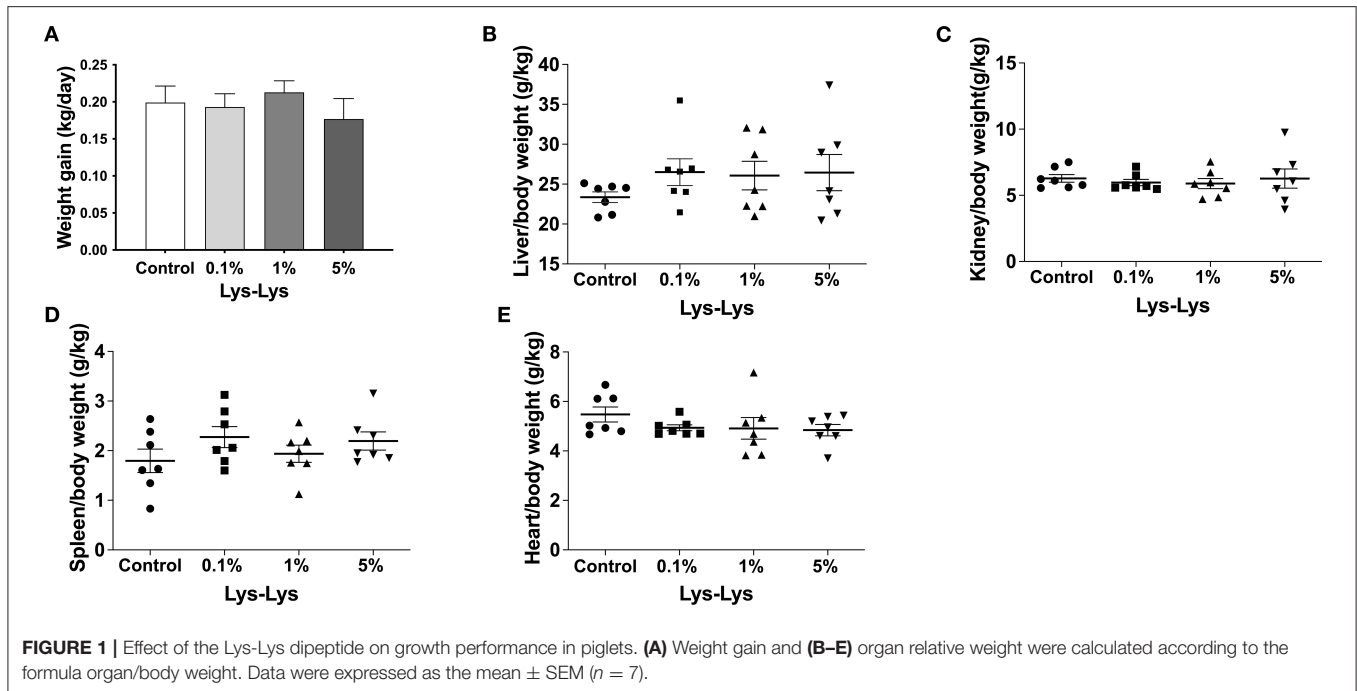 A
Weight gain (kg/day)
0.25
0.20
0.15
0.10
0.05
0.00
Control 0.1% 1% 5%
Lys-Lys
B
Liver/body weight (g/kg)
40
35
30
25
20
15
Control 0.1% 1% 5%
Lys-Lys
C
Kidney/body weight(g/kg)
15
10
5
0
Control 0.1% 1% 5%
Lys-Lys
D
Spleen/body weight (g/kg)
4
3
2
1
0
Control 0.1% 1% 5%
Lys-Lys
E
Heart/body weight (g/kg)
8
6
4
2
0
Control 0.1% 1% 5%
Lys-Lys
FIGURE 1 | Effect of the Lys-Lys dipeptide on growth performance in piglets. (A) Weight gain and (B–E) organ relative weight were calculated according to the
formula organ/body weight. Data were expressed as the mean ± SEM (n = 7).